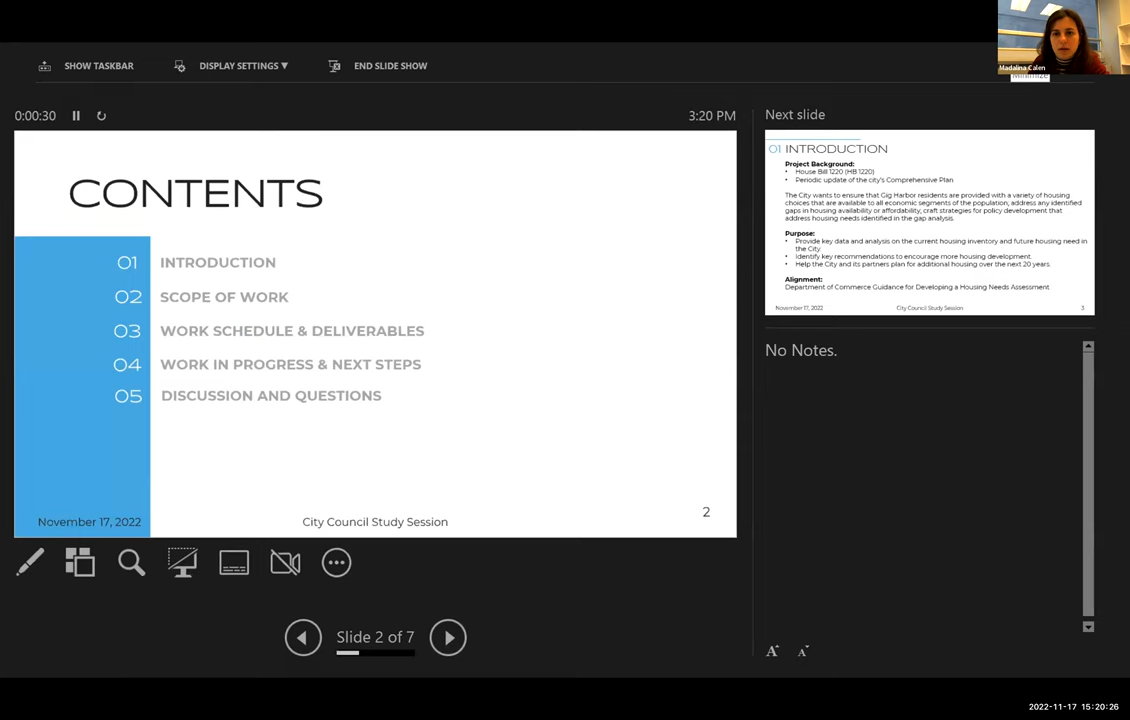 SHOW TASKBAR
DISPLAY SETTINGS ▼
END SLIDE SHOW
Madalina Calen
Minimize
0:00:30
3:20 PM
CONTENTS
01 INTRODUCTION
02 SCOPE OF WORK
03 WORK SCHEDULE & DELIVERABLES
04 WORK IN PROGRESS & NEXT STEPS
05 DISCUSSION AND QUESTIONS
November 17, 2022
City Council Study Session
2
Slide 2 of 7
Next slide
01 INTRODUCTION
Project Background:
• House Bill 1220 (HB 1220)
• Periodic update of the city's Comprehensive Plan
The City wants to ensure that Gig Harbor residents are provided with a variety of housing
choices that are available to all economic segments of the population; address any identified
gaps in housing availability or affordability; craft strategies for policy development that
address housing needs identified in the gap analysis.
Purpose:
• Provide key data and analysis on the current housing inventory and future housing need in
the City.
• Identify key recommendations to encourage more housing development.
• Help the City and its partners plan for additional housing over the next 20 years.
Alignment:
Department of Commerce Guidance for Developing a Housing Needs Assessment
November 17, 2022
City Council Study Session
3
No Notes.
A A
2022-11-17 15:20:26